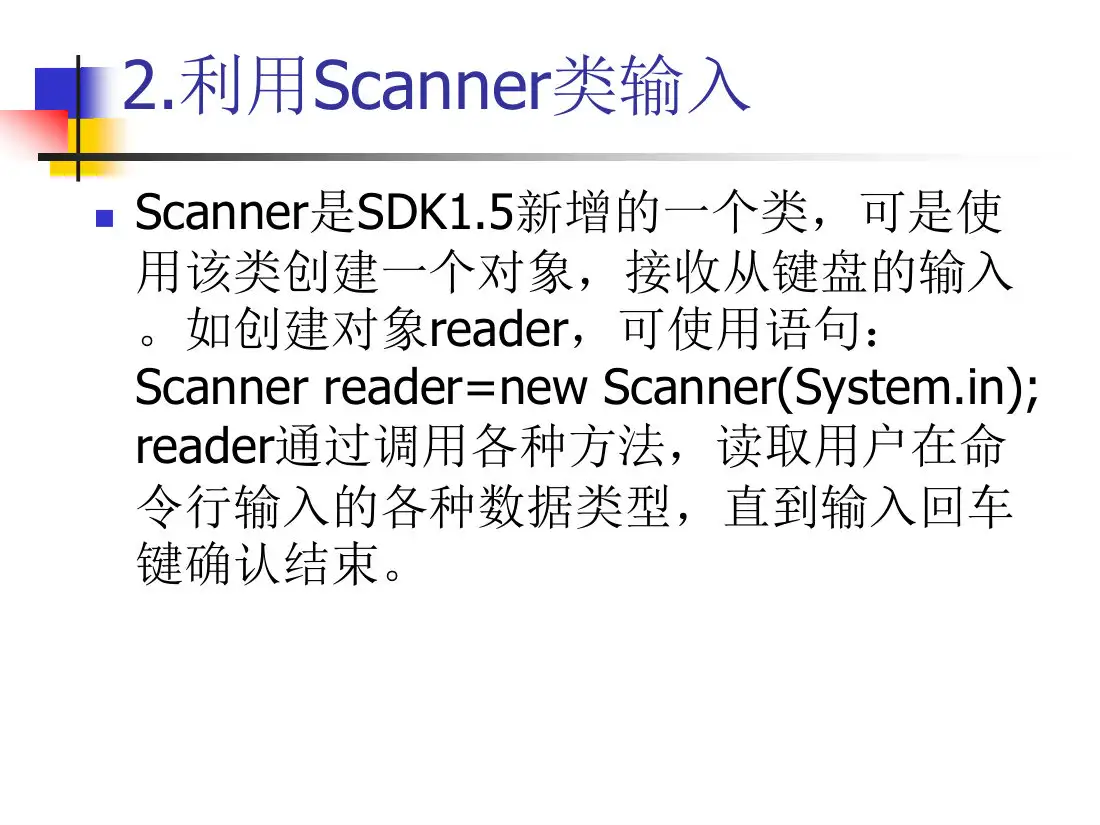 2.利用Scanner类输入
Scanner是SDK1.5新增的一个类，可是使
用该类创建一个对象，接收从键盘的输入
。如创建对象reader，可使用语句：
Scanner reader=new Scanner(System.in);
reader通过调用各种方法，读取用户在命
令行输入的各种数据类型，直到输入回车
键确认结束。